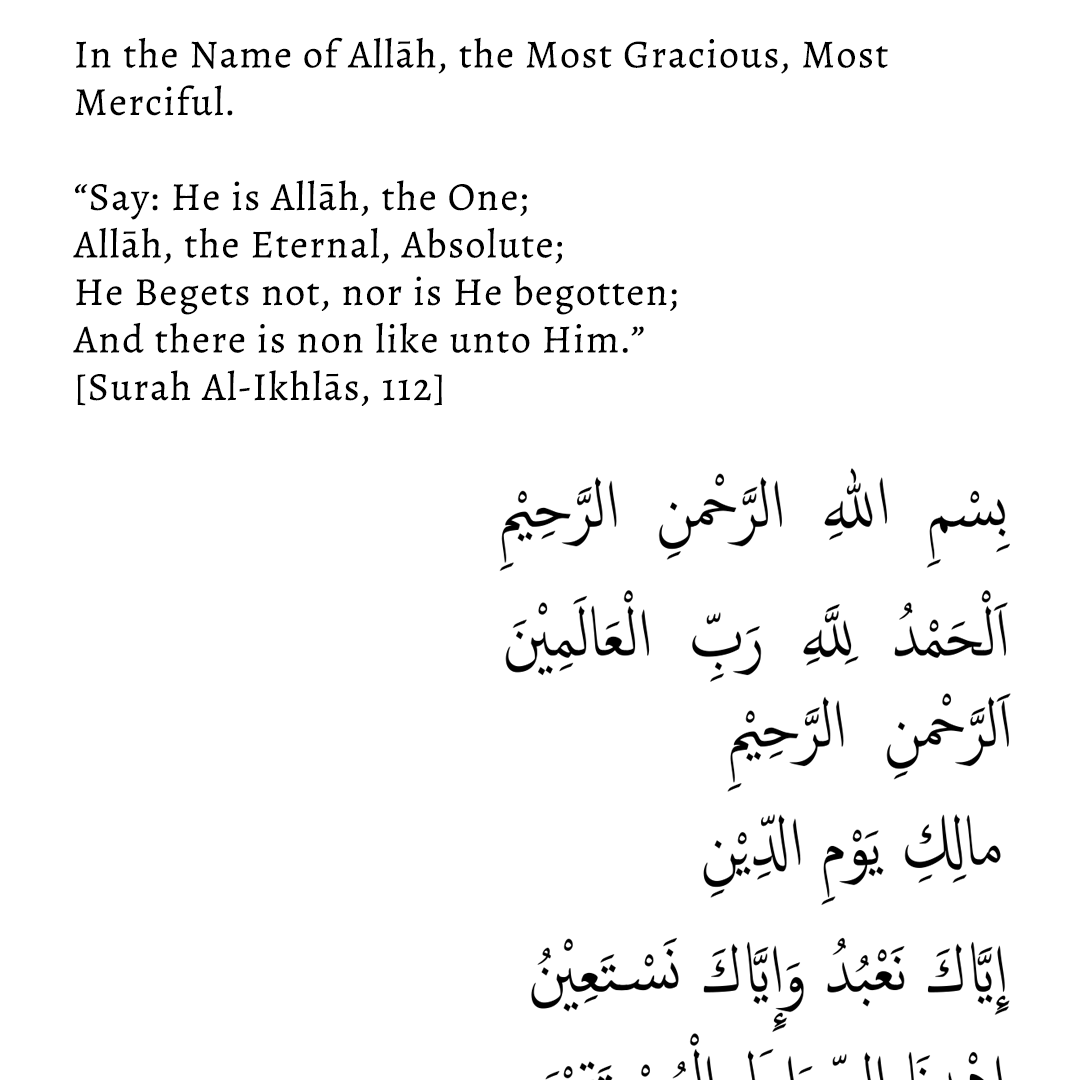 In the Name of Allāh, the Most Gracious, Most
Merciful.
“Say: He is Allāh, the One;
Allāh, the Eternal, Absolute;
He Begets not, nor is He begotten;
And there is non like unto Him.”
[Surah Al-Ikhlās, 112]
بِسْمِ اللهِ الرَّحْمنِ الرَّحِيْمِ
اَلْحَمْدُ لِلَّهِ رَبِّ الْعَالَمِيْنَ
اَلرَّحْمنِ الرَّحِيْمِ
مالِكِ يَوْمِ الدِّيْنِ
إِيَّاكَ نَعْبُدُ وَإِيَّاكَ نَسْتَعِيْنُ